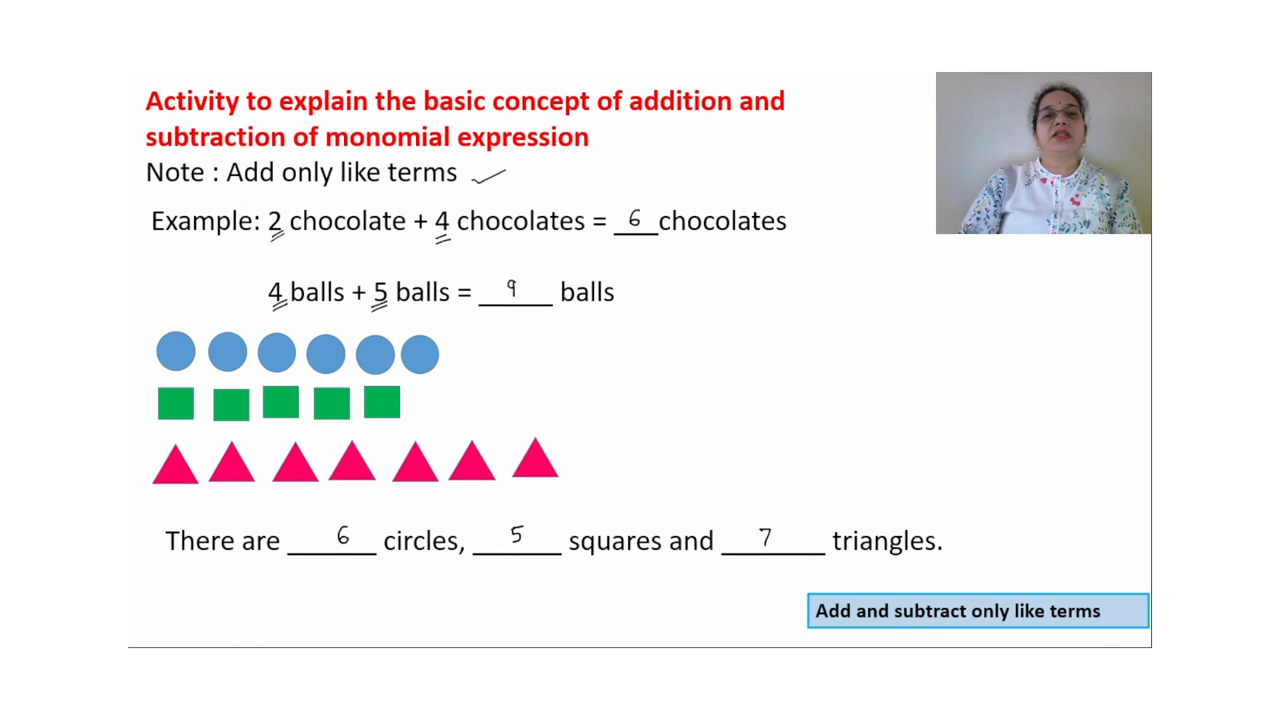 Activity to explain the basic concept of addition and
subtraction of monomial expression
Note : Add only like terms
Example: 2 chocolate + 4 chocolates = 6 chocolates
4 balls + 5 balls = 9 balls
There are 6 circles, 5 squares and 7 triangles.
Add and subtract only like terms